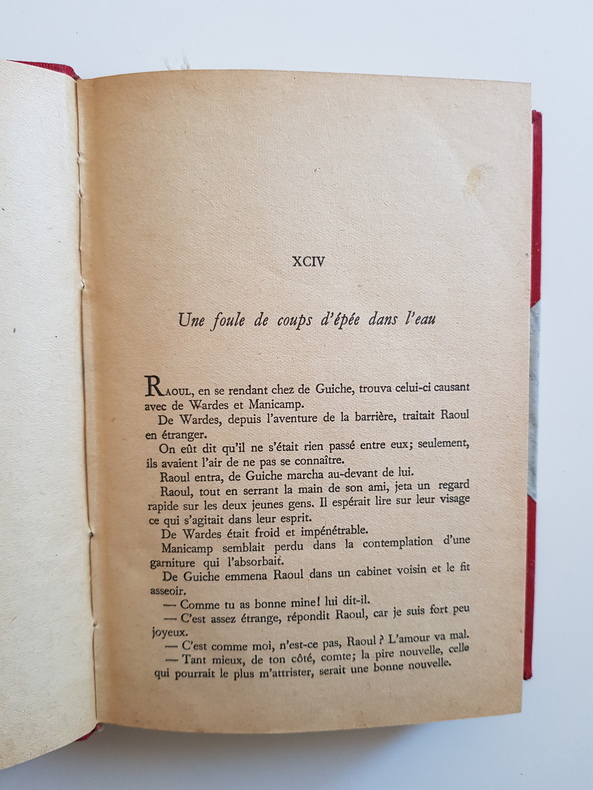 XCIV
Une foule de coups d'épée dans l'eau
RAOUL, en se rendant chez de Guiche, trouva celui-ci causant
avec de Wardes et Manicamp.
De Wardes, depuis l'aventure de la barrière, traitait Raoul
en étranger.
On eût dit qu'il ne s'était rien passé entre eux; seulement,
ils avaient l'air de ne pas se connaître.
Raoul entra, de Guiche marcha au-devant de lui.
Raoul, tout en serrant la main de son ami, jeta un regard
rapide sur les deux jeunes gens. Il espérait lire sur leur visage
ce qui s'agitait dans leur esprit.
De Wardes était froid et impénétrable.
Manicamp semblait perdu dans la contemplation d'une
garniture qui l'absorbait.
De Guiche emmena Raoul dans un cabinet voisin et le fit
asseoir.
— Comme tu as bonne mine! lui dit-il.
— C'est assez étrange, répondit Raoul, car je suis fort peu
joyeux.
— C'est comme moi, n'est-ce pas, Raoul? L'amour va mal.
— Tant mieux, de ton côté, comte; la pire nouvelle, celle
qui pourrait le plus m'attrister, serait une bonne nouvelle.